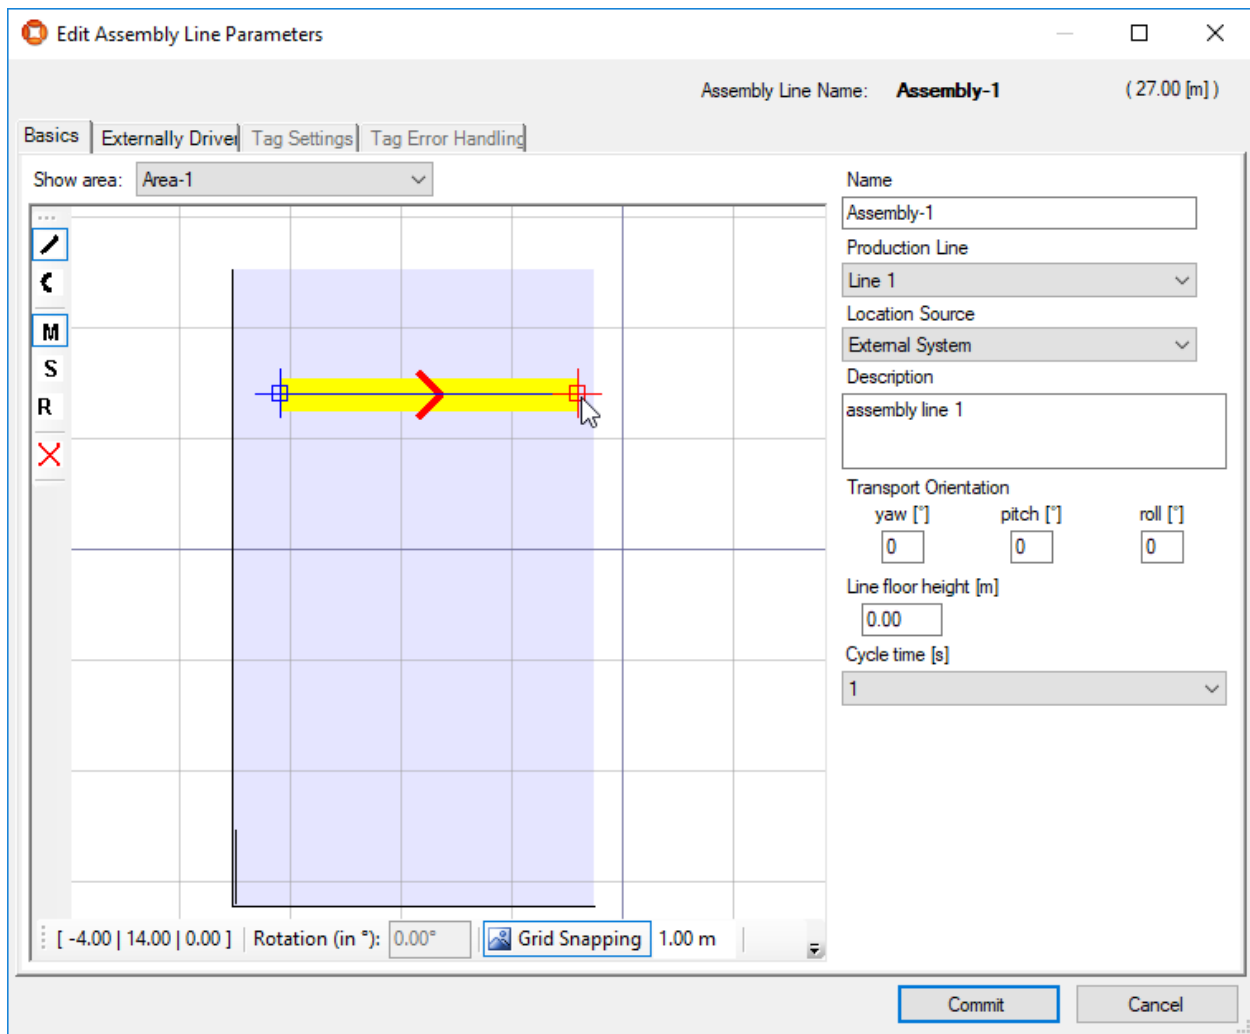 Edit Assembly Line Parameters
Assembly Line Name: Assembly-1 ( 27.00 [m] )
Basics Externally Driver Tag Settings Tag Error Handling
Show area: Area-1
M
S
R
[ -4.00 | 14.00 | 0.00 ] Rotation (in °): 0.00° Grid Snapping 1.00 m
Name
Assembly-1
Production Line
Line 1
Location Source
External System
Description
assembly line 1
Transport Orientation
yaw [°] pitch [°] roll [°]
0 0 0
Line floor height [m]
0.00
Cycle time [s]
1
Commit Cancel